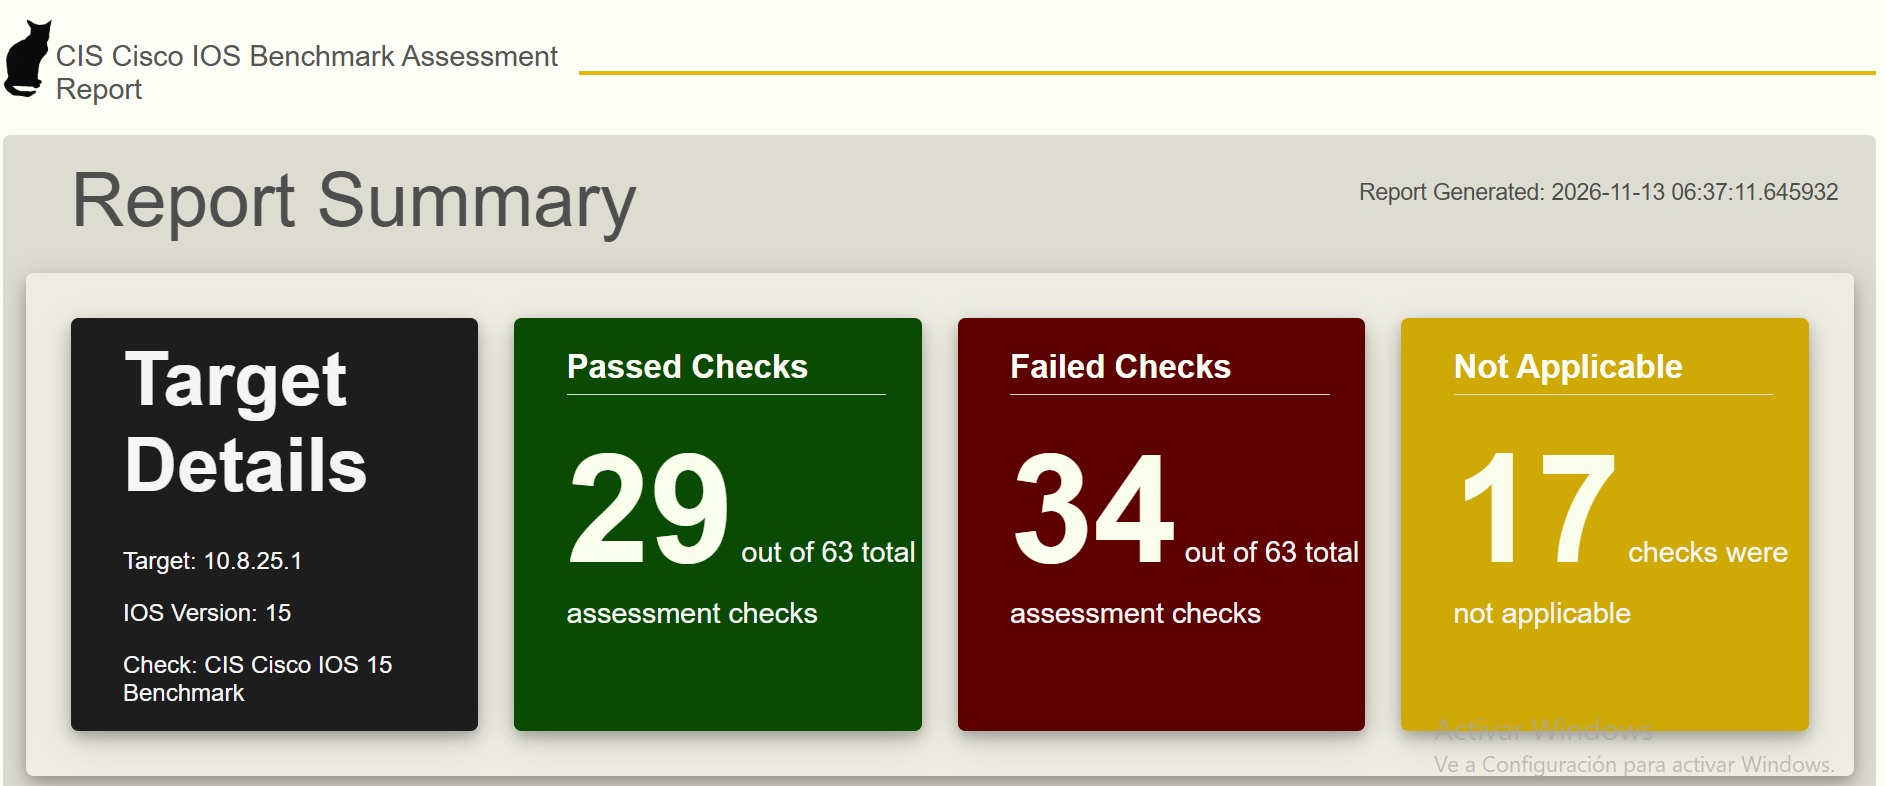 CIS Cisco IOS Benchmark Assessment
Report
Report Summary
Report Generated: 2026-11-13 06:37:11.645932
Target
Details
Target: 10.8.25.1
IOS Version: 15
Check: CIS Cisco IOS 15
Benchmark
Passed Checks
29 out of 63 total
assessment checks
Failed Checks
34 out of 63 total
assessment checks
Not Applicable
17 checks were
not applicable
Activar Windows
Ve a Configuración para activar Windows.